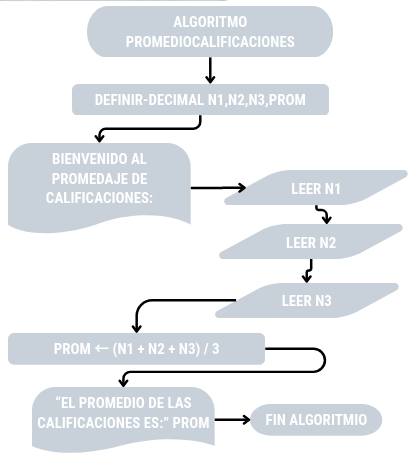 ALGORITMO
PROMEDIOCALIFICACIONES
DEFINIR-DECIMAL N1,N2,N3,PROM
BIENVENIDO AL
PROMEDAJE DE
CALIFICACIONES:
LEER N1
LEER N2
LEER N3
PROM ← (N1 + N2 + N3) / 3
“EL PROMEDIO DE LAS
CALIFICACIONES ES:” PROM
FIN ALGORITMIO